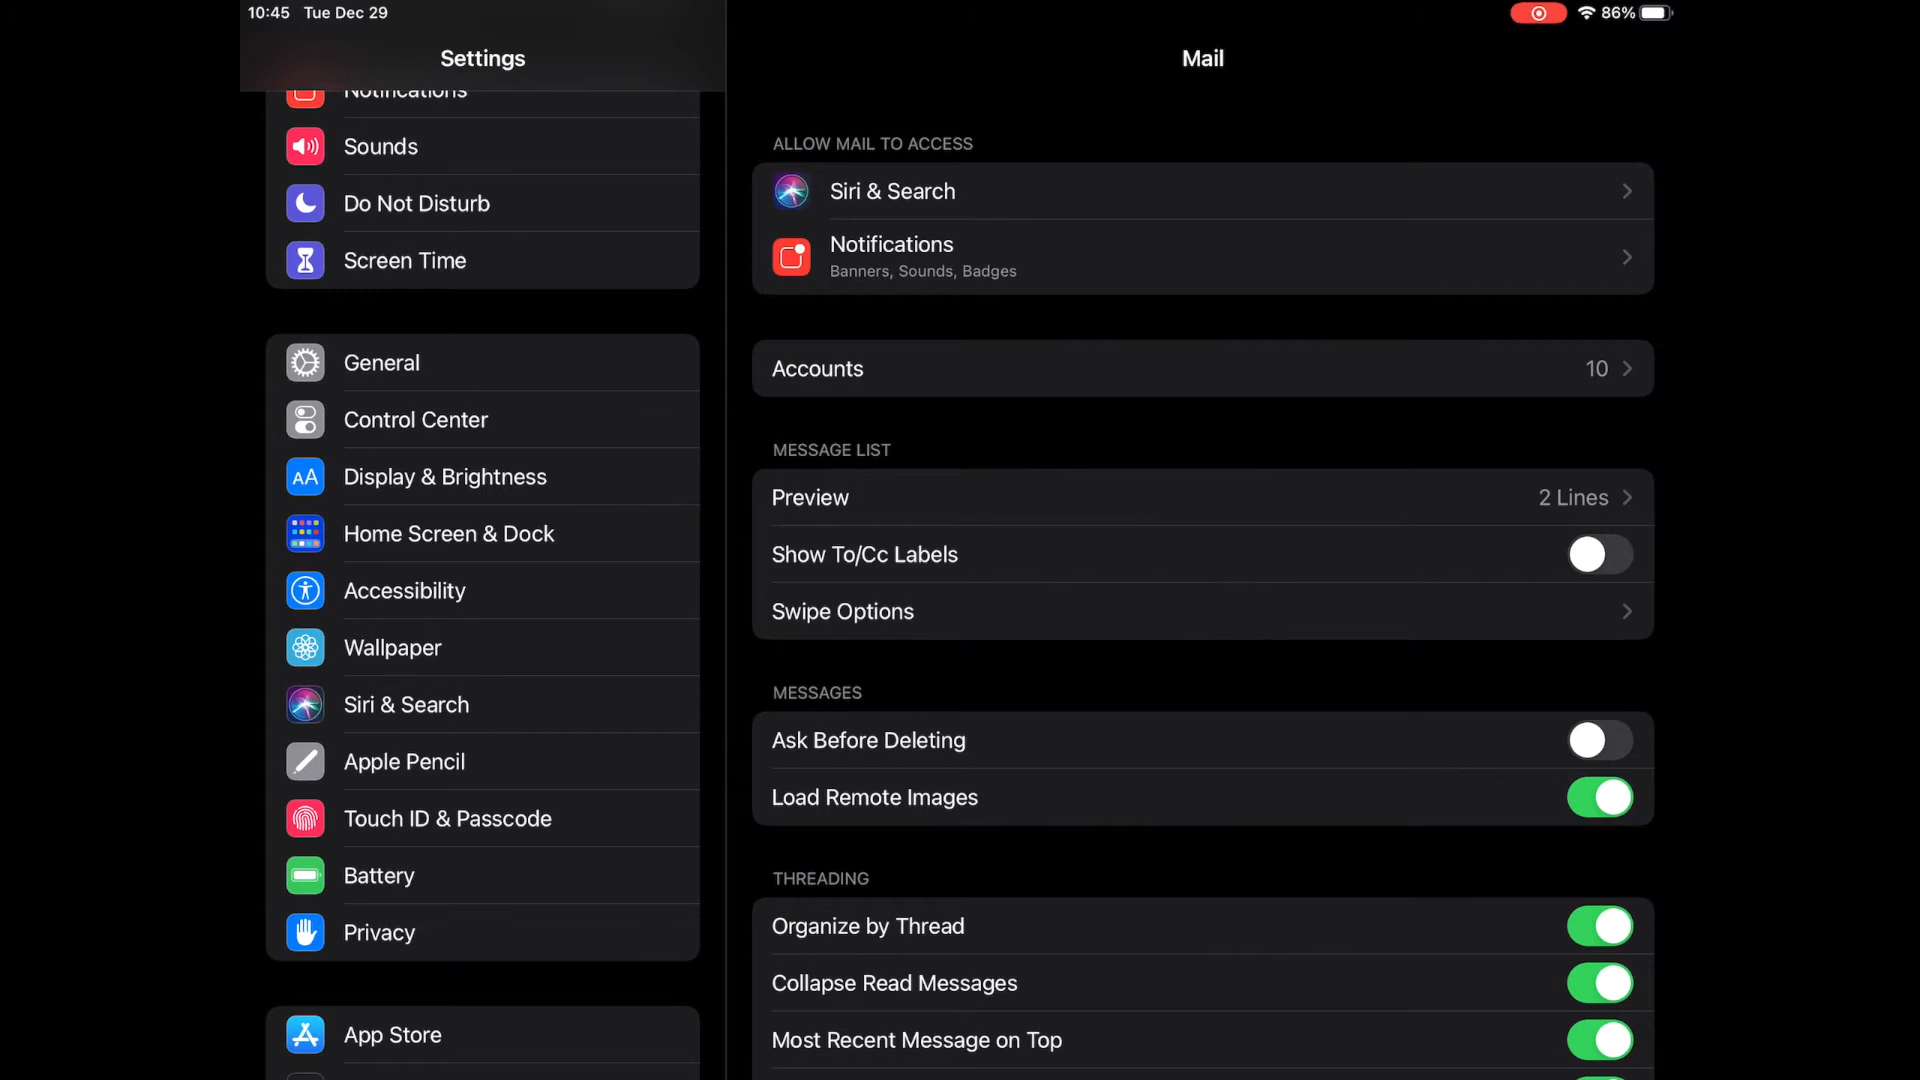 10:45 Tue Dec 29
86%
Settings
Notifications
Sounds
Do Not Disturb
Screen Time
General
Control Center
AA Display & Brightness
Home Screen & Dock
Accessibility
Wallpaper
Siri & Search
Apple Pencil
Touch ID & Passcode
Battery
Privacy
App Store
Mail
ALLOW MAIL TO ACCESS
Siri & Search
Notifications
Banners, Sounds, Badges
Accounts 10
MESSAGE LIST
Preview 2 Lines
Show To/Cc Labels
Swipe Options
MESSAGES
Ask Before Deleting
Load Remote Images
THREADING
Organize by Thread
Collapse Read Messages
Most Recent Message on Top